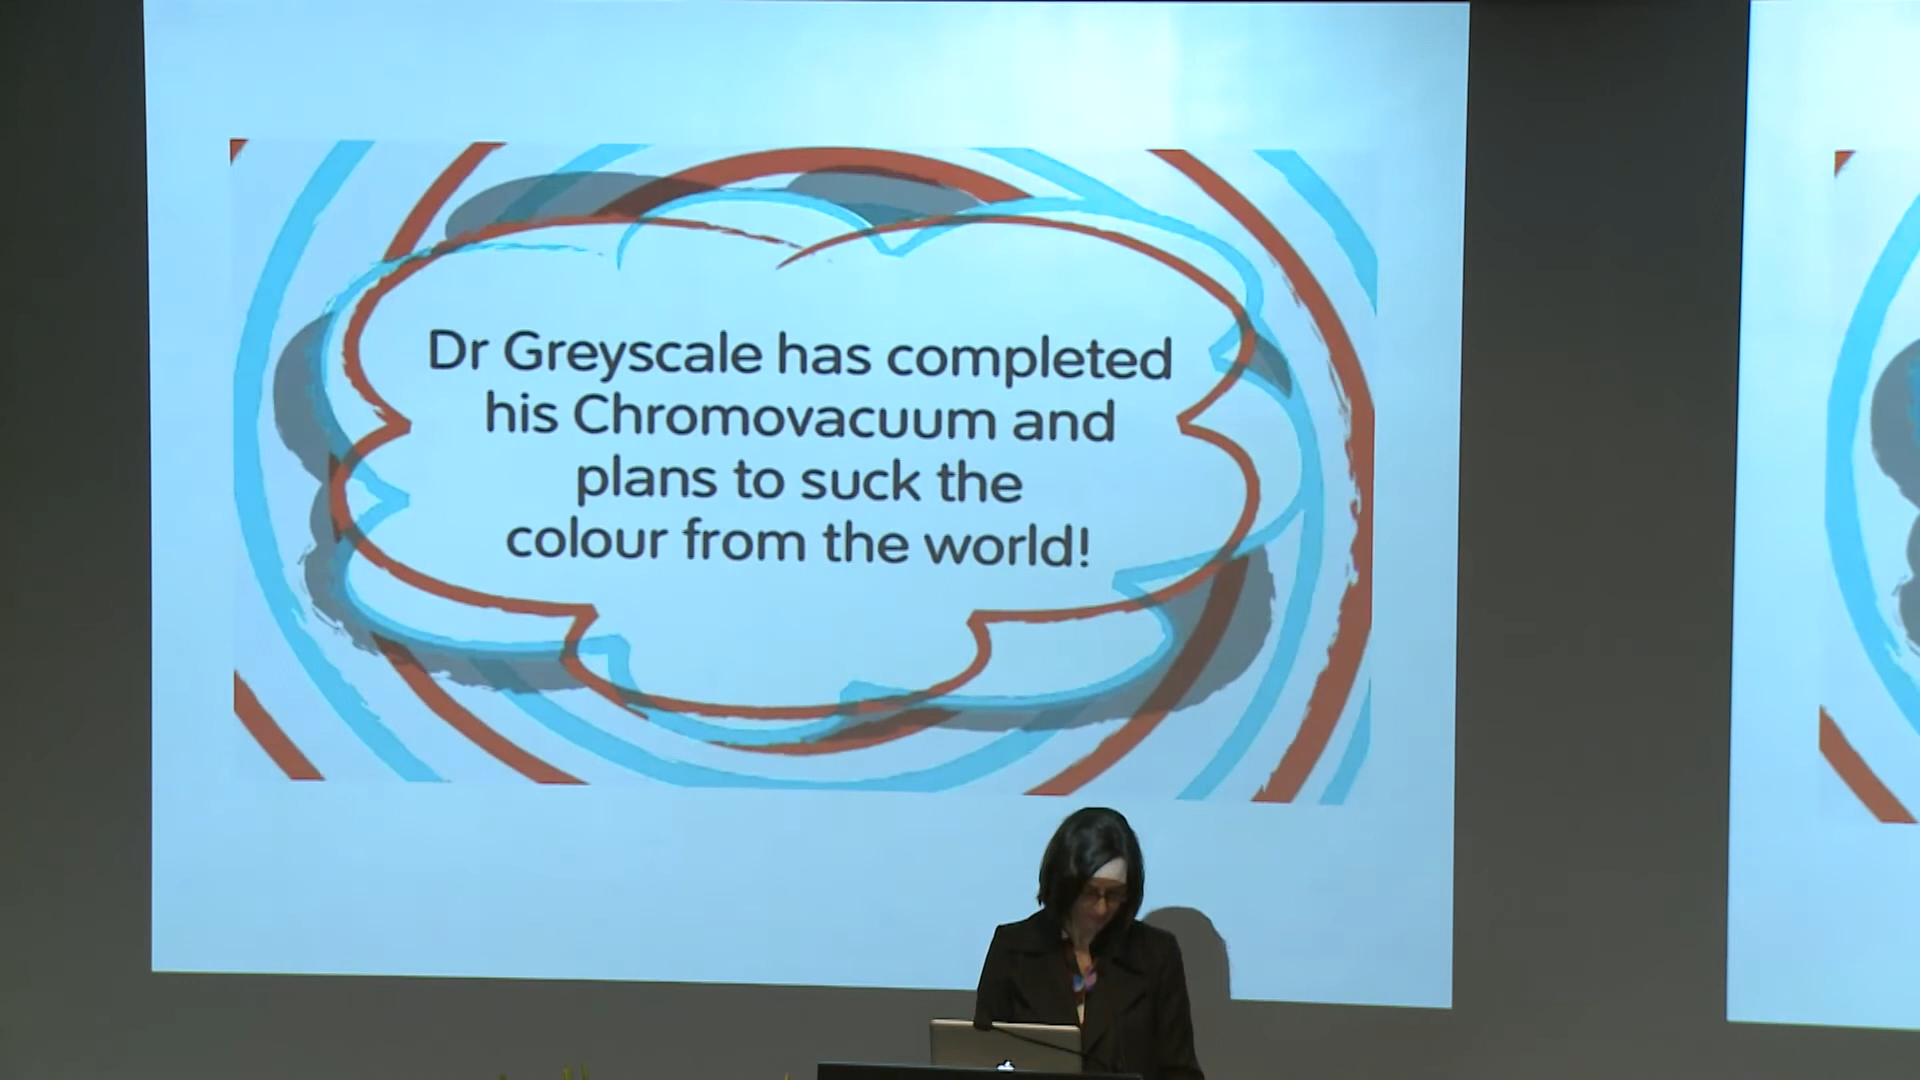 Dr Greyscale has completed
his Chromovacuum and
plans to suck the
colour from the world!